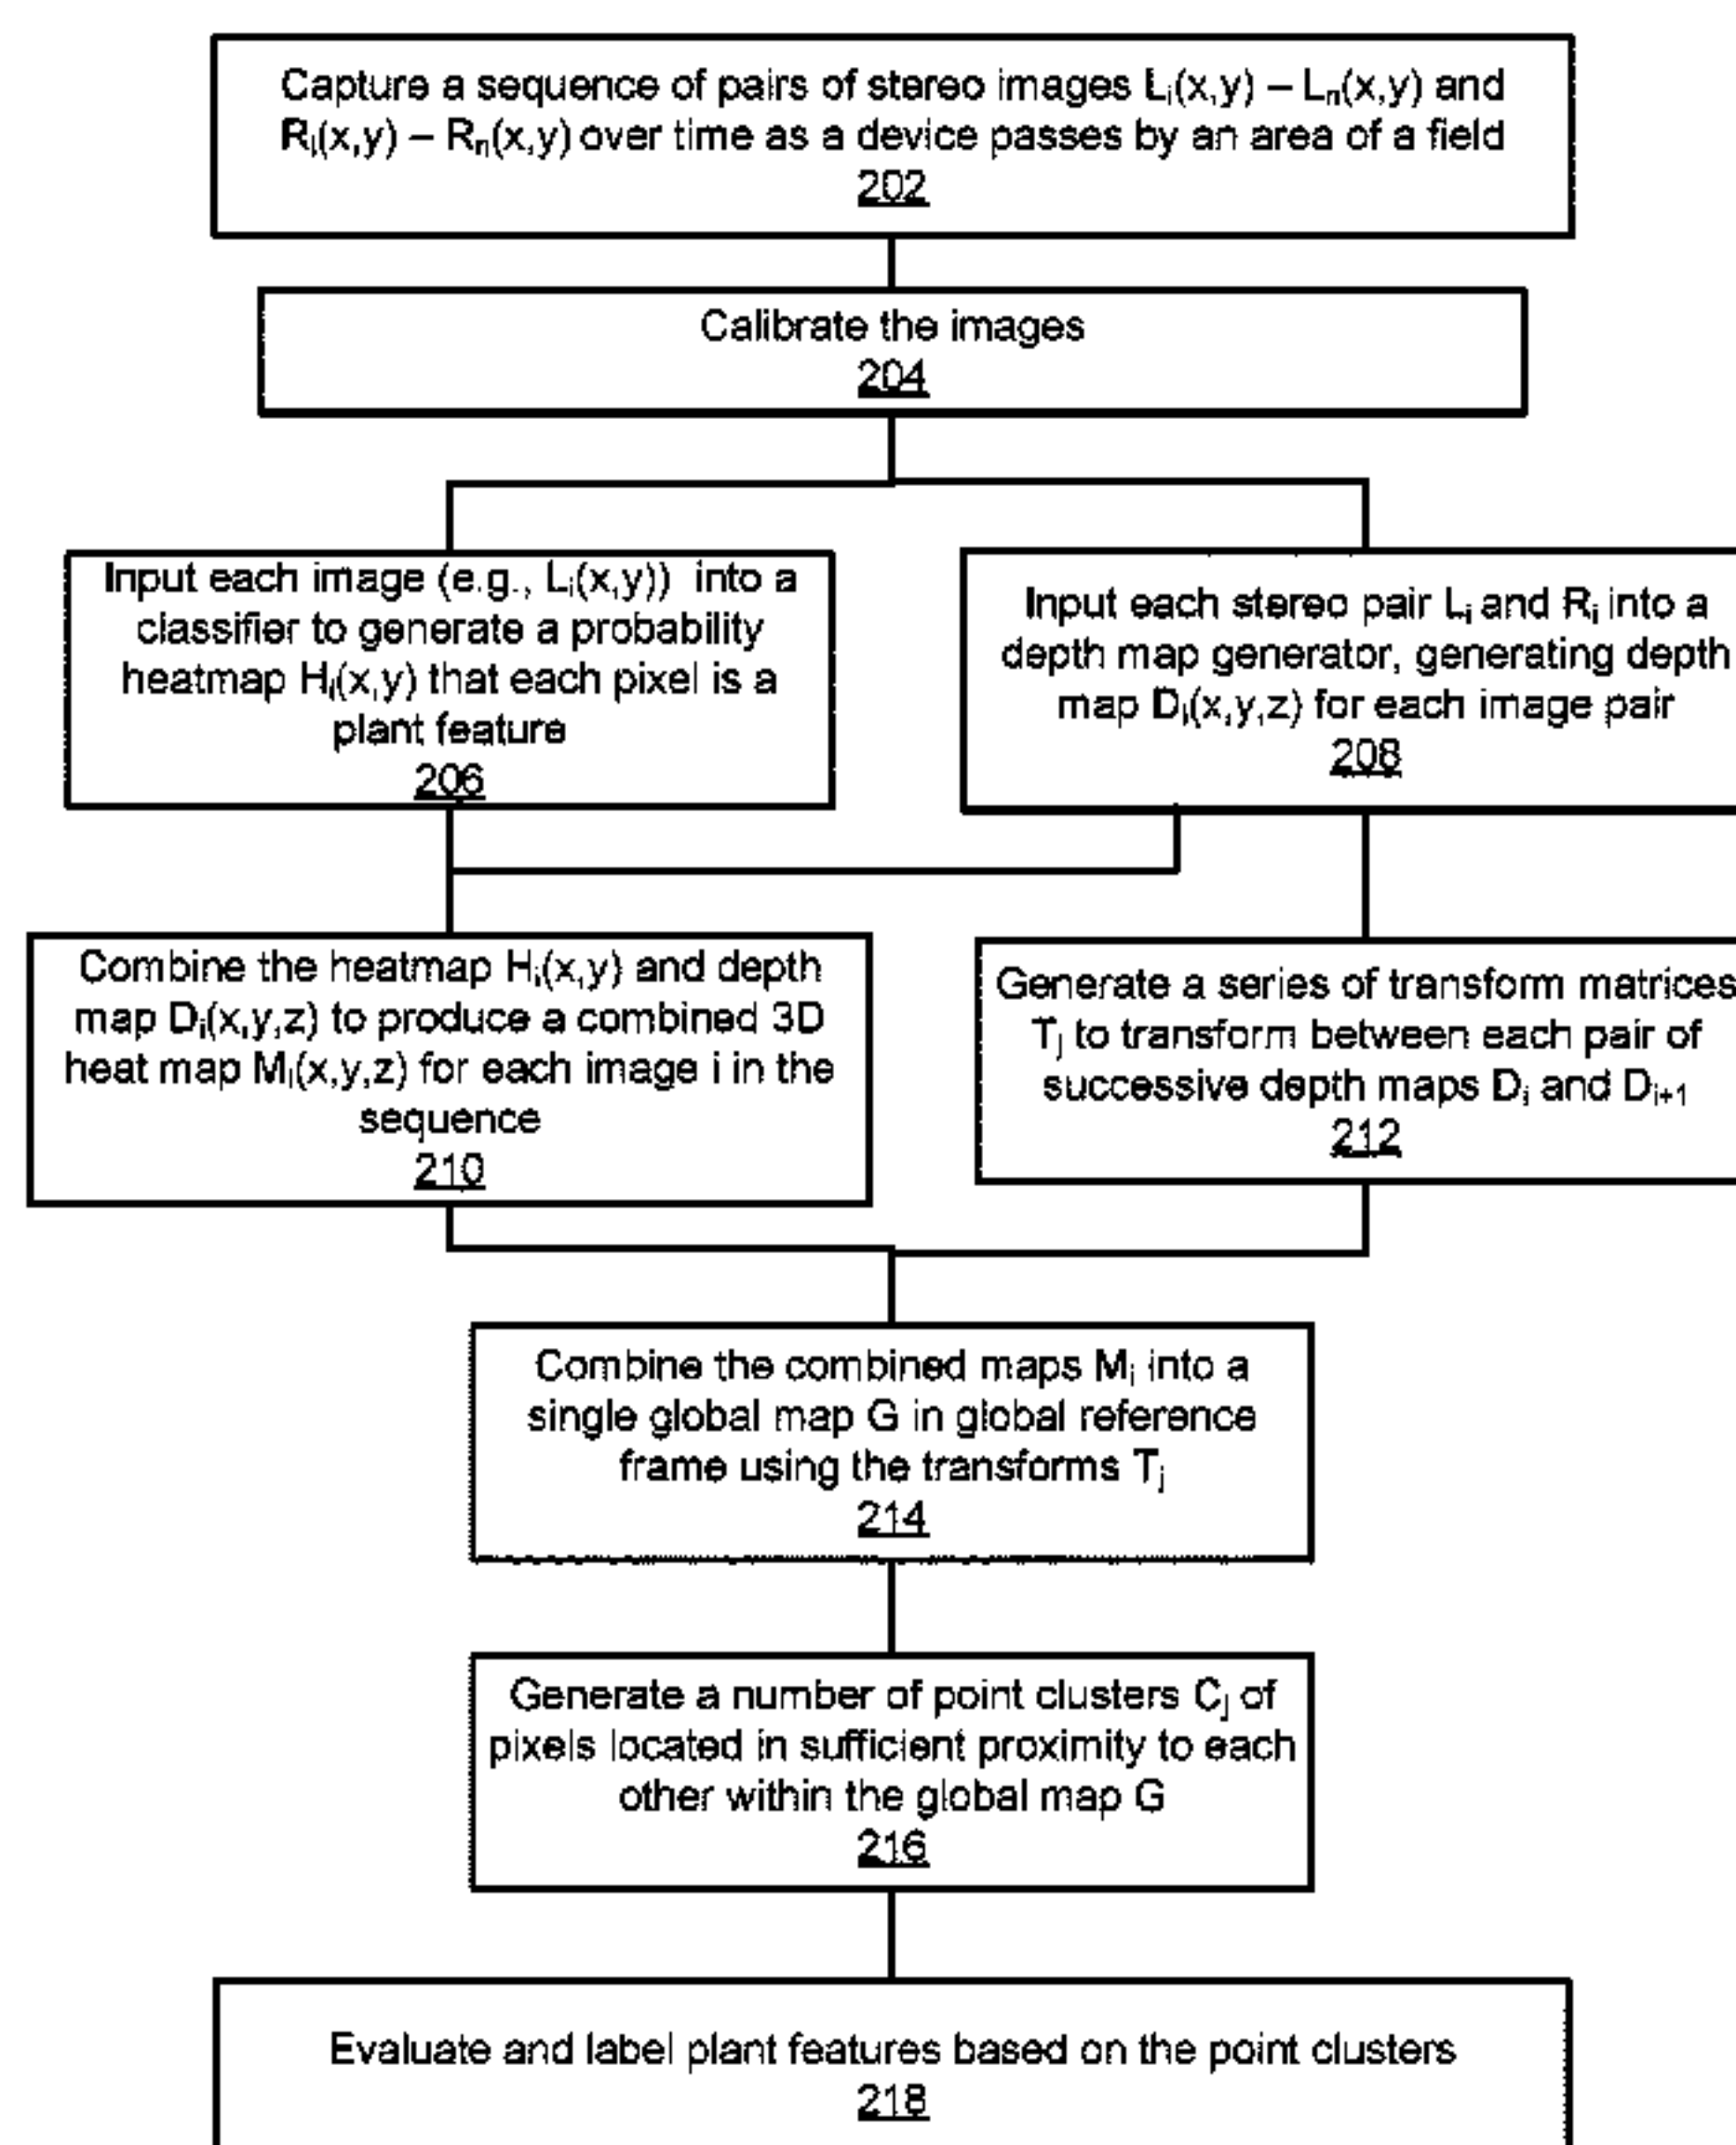 Capture a sequence of pairs of stereo images Lᵢ(x,y) – Lₙ(x,y) and
Rᵢ(x,y) – Rₙ(x,y) over time as a device passes by an area of a field
202
Calibrate the images
204
Input each image (e.g., Lᵢ(x,y)) into a
classifier to generate a probability
heatmap Hᵢ(x,y) that each pixel is a
plant feature
206
Input each stereo pair Lᵢ and Rᵢ into a
depth map generator, generating depth
map Dᵢ(x,y,z) for each image pair
208
Combine the heatmap Hᵢ(x,y) and depth
map Dᵢ(x,y,z) to produce a combined 3D
heat map Mᵢ(x,y,z) for each image i in the
sequence
210
Generate a series of transform matrices
Tⱼ to transform between each pair of
successive depth maps Dᵢ and Dᵢ₊₁
212
Combine the combined maps Mᵢ into a
single global map G in global reference
frame using the transforms Tⱼ
214
Generate a number of point clusters Cⱼ of
pixels located in sufficient proximity to each
other within the global map G
216
Evaluate and label plant features based on the point clusters
218